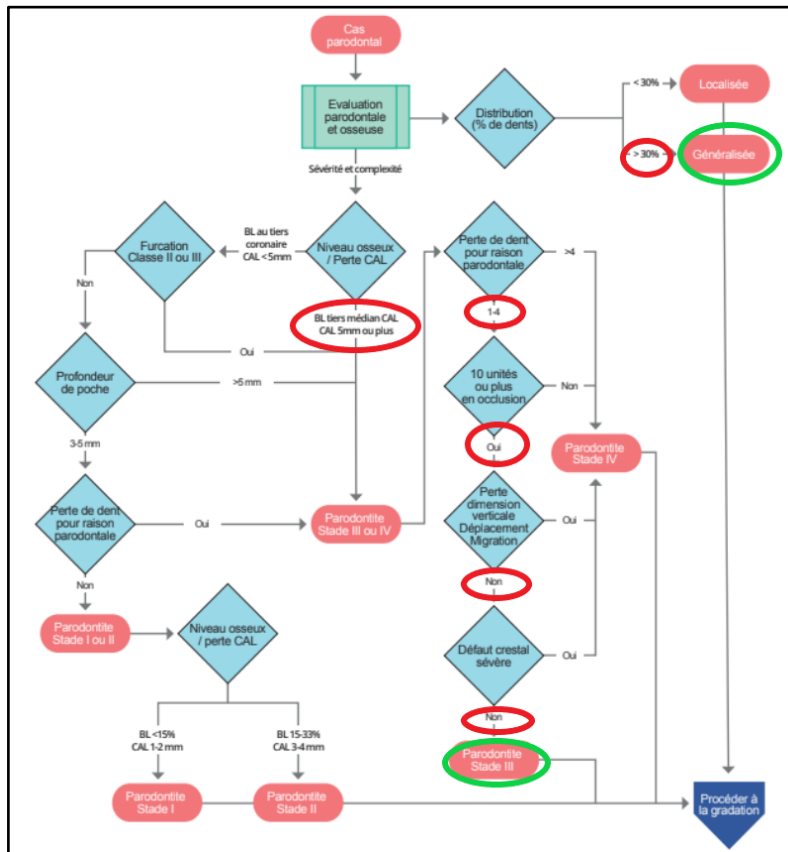 Cas
parodontal
Evaluation
parodontale
et osseuse
Distribution
(% de dents)
< 30%
Localisée
> 30%
Généralisée
Sévérité et complexité
Furcation
Classe II ou III
BL au tiers
coronaire
CAL <5mm
Niveau osseux
/ Perte CAL
Perte de dent
pour raison
parodontale
>4
Non
BL tiers médian CAL
CAL 5mm ou plus
1-4
Oui
Profondeur
de poche
>5 mm
10 unités
ou plus
en occlusion
Non
3-5 mm
Oui
Parodontite
Stade IV
Perte de dent
pour raison
parodontale
Oui
Parodontite
Stade III ou IV
Perte
dimension
verticale
Déplacement
Migration
Oui
Non
Non
Parodontite
Stade I ou II
Niveau osseux
/ perte CAL
Défaut crestal
sévère
Oui
Non
BL <15%
CAL 1-2 mm
BL 15-33%
CAL 3-4 mm
Parodontite
Stade III
Parodontite
Stade I
Parodontite
Stade II
Procéder à
la gradation